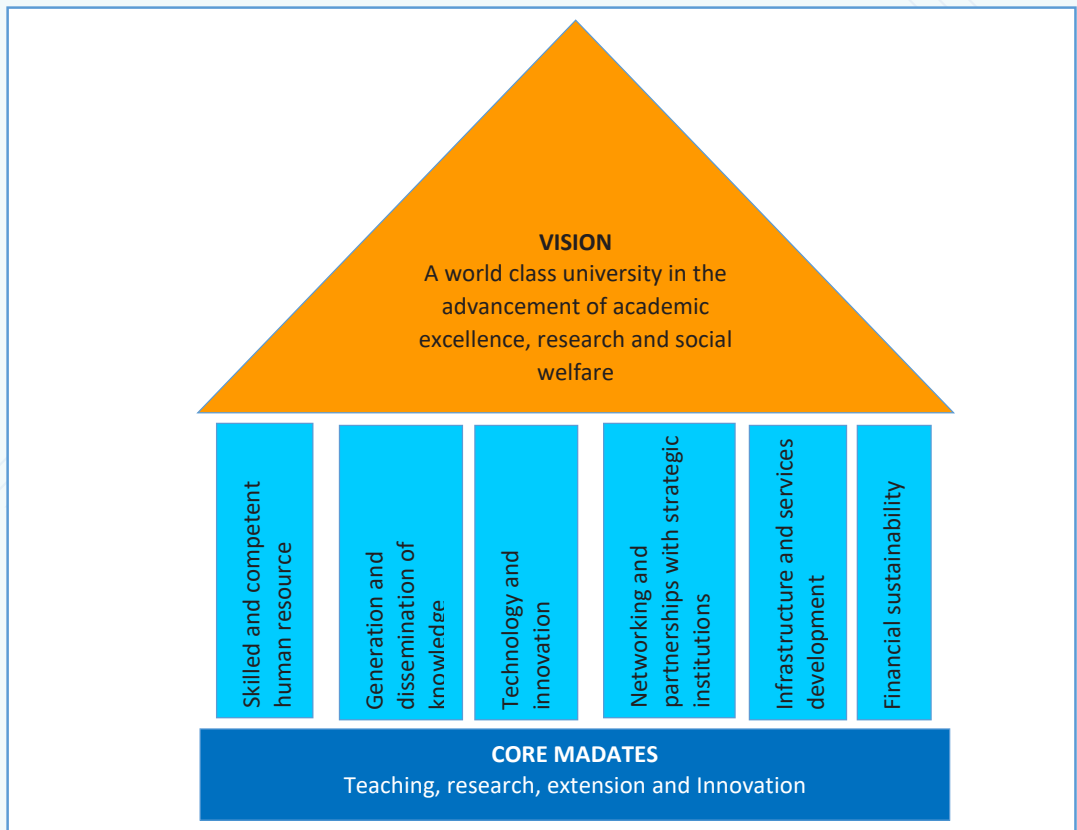 VISION
A world class university in the
advancement of academic
excellence, research and social
welfare
Skilled and competent
human resource
Generation and
dissemination of
knowledge
Technology and
innovation
Networking and
partnerships with strategic
institutions
Infrastructure and services
development
Financial sustainability
CORE MADATES
Teaching, research, extension and Innovation